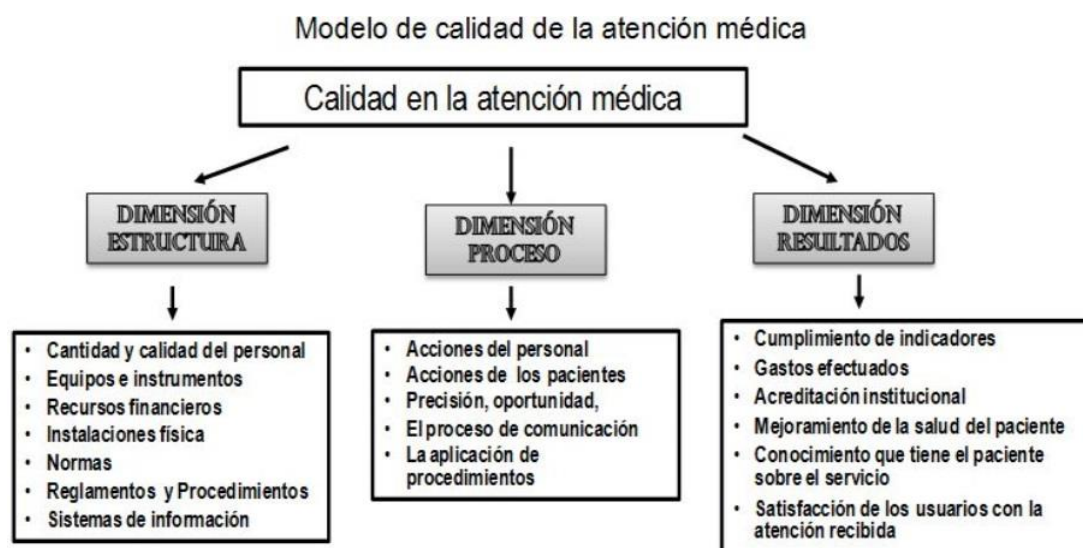 Modelo de calidad de la atención médica
Calidad en la atención médica
DIMENSIÓN
ESTRUCTURA
• Cantidad y calidad del personal
• Equipos e instrumentos
• Recursos financieros
• Instalaciones física
• Normas
• Reglamentos y Procedimientos
• Sistemas de información
DIMENSIÓN
PROCESO
• Acciones del personal
• Acciones de los pacientes
• Precisión, oportunidad,
• El proceso de comunicación
• La aplicación de
procedimientos
DIMENSIÓN
RESULTADOS
• Cumplimiento de indicadores
• Gastos efectuados
• Acreditación institucional
• Mejoramiento de la salud del paciente
• Conocimiento que tiene el paciente
sobre el servicio
• Satisfacción de los usuarios con la
atención recibida